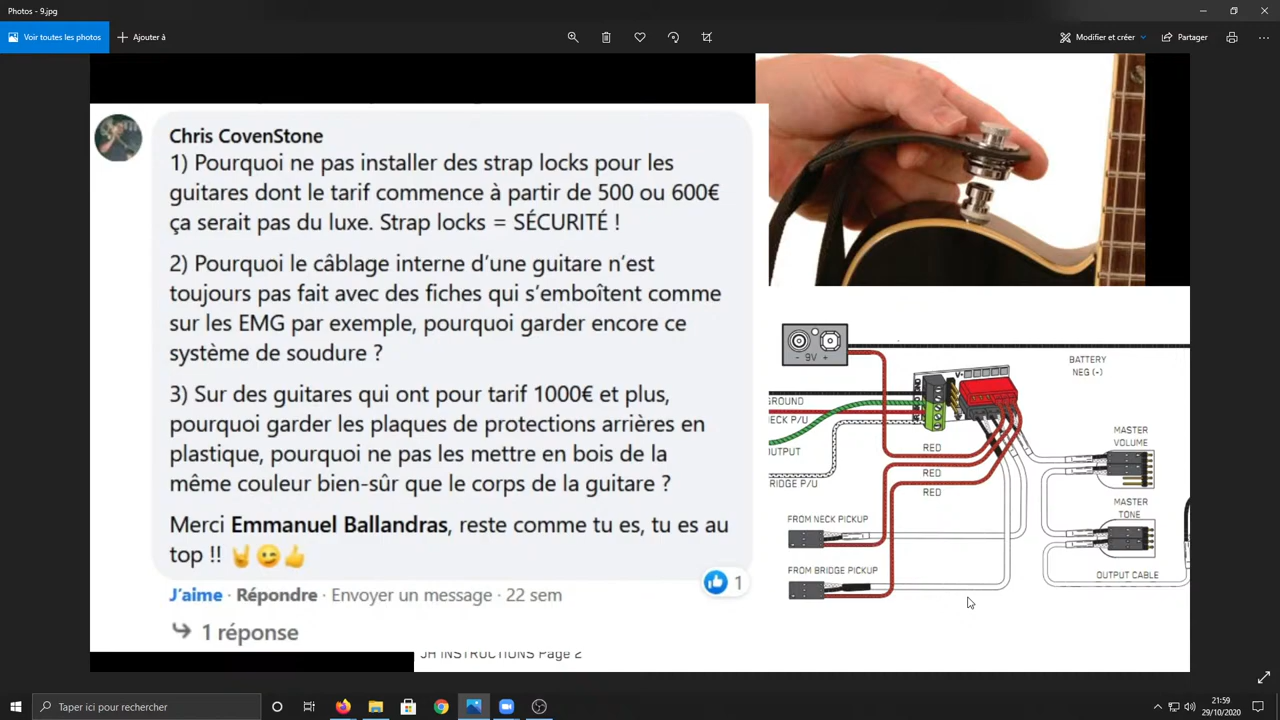 Photos - 9.jpg
Voir toutes les photos
Ajouter à
Modifier et créer
Partager
Chris CovenStone
1) Pourquoi ne pas installer des strap locks pour les
guitares dont le tarif commence à partir de 500 ou 600€
ça serait pas du luxe. Strap locks = SÉCURITÉ !
2) Pourquoi le câblage interne d'une guitare n'est
toujours pas fait avec des fiches qui s'emboîtent comme
sur les EMG par exemple, pourquoi garder encore ce
système de soudure ?
3) Sur des guitares qui ont pour tarif 1000€ et plus,
pourquoi garder les plaques de protections arrières en
plastique, pourquoi ne pas les mettre en bois de la
même couleur bien-sûr que le corps de la guitare ?
Merci Emmanuel Ballandras, reste comme tu es, tu es au
top !! 🤘😉👍
1
J'aime · Répondre · Envoyer un message · 22 sem
1 réponse
- 9V +
BATTERY
NEG (-)
V-
GROUND
NECK P/U
OUTPUT
BRIDGE P/U
RED
RED
RED
MASTER
VOLUME
MASTER
TONE
FROM NECK PICKUP
FROM BRIDGE PICKUP
OUTPUT CABLE
JH INSTRUCTIONS Page 2
Taper ici pour rechercher
21:59
29/10/2020